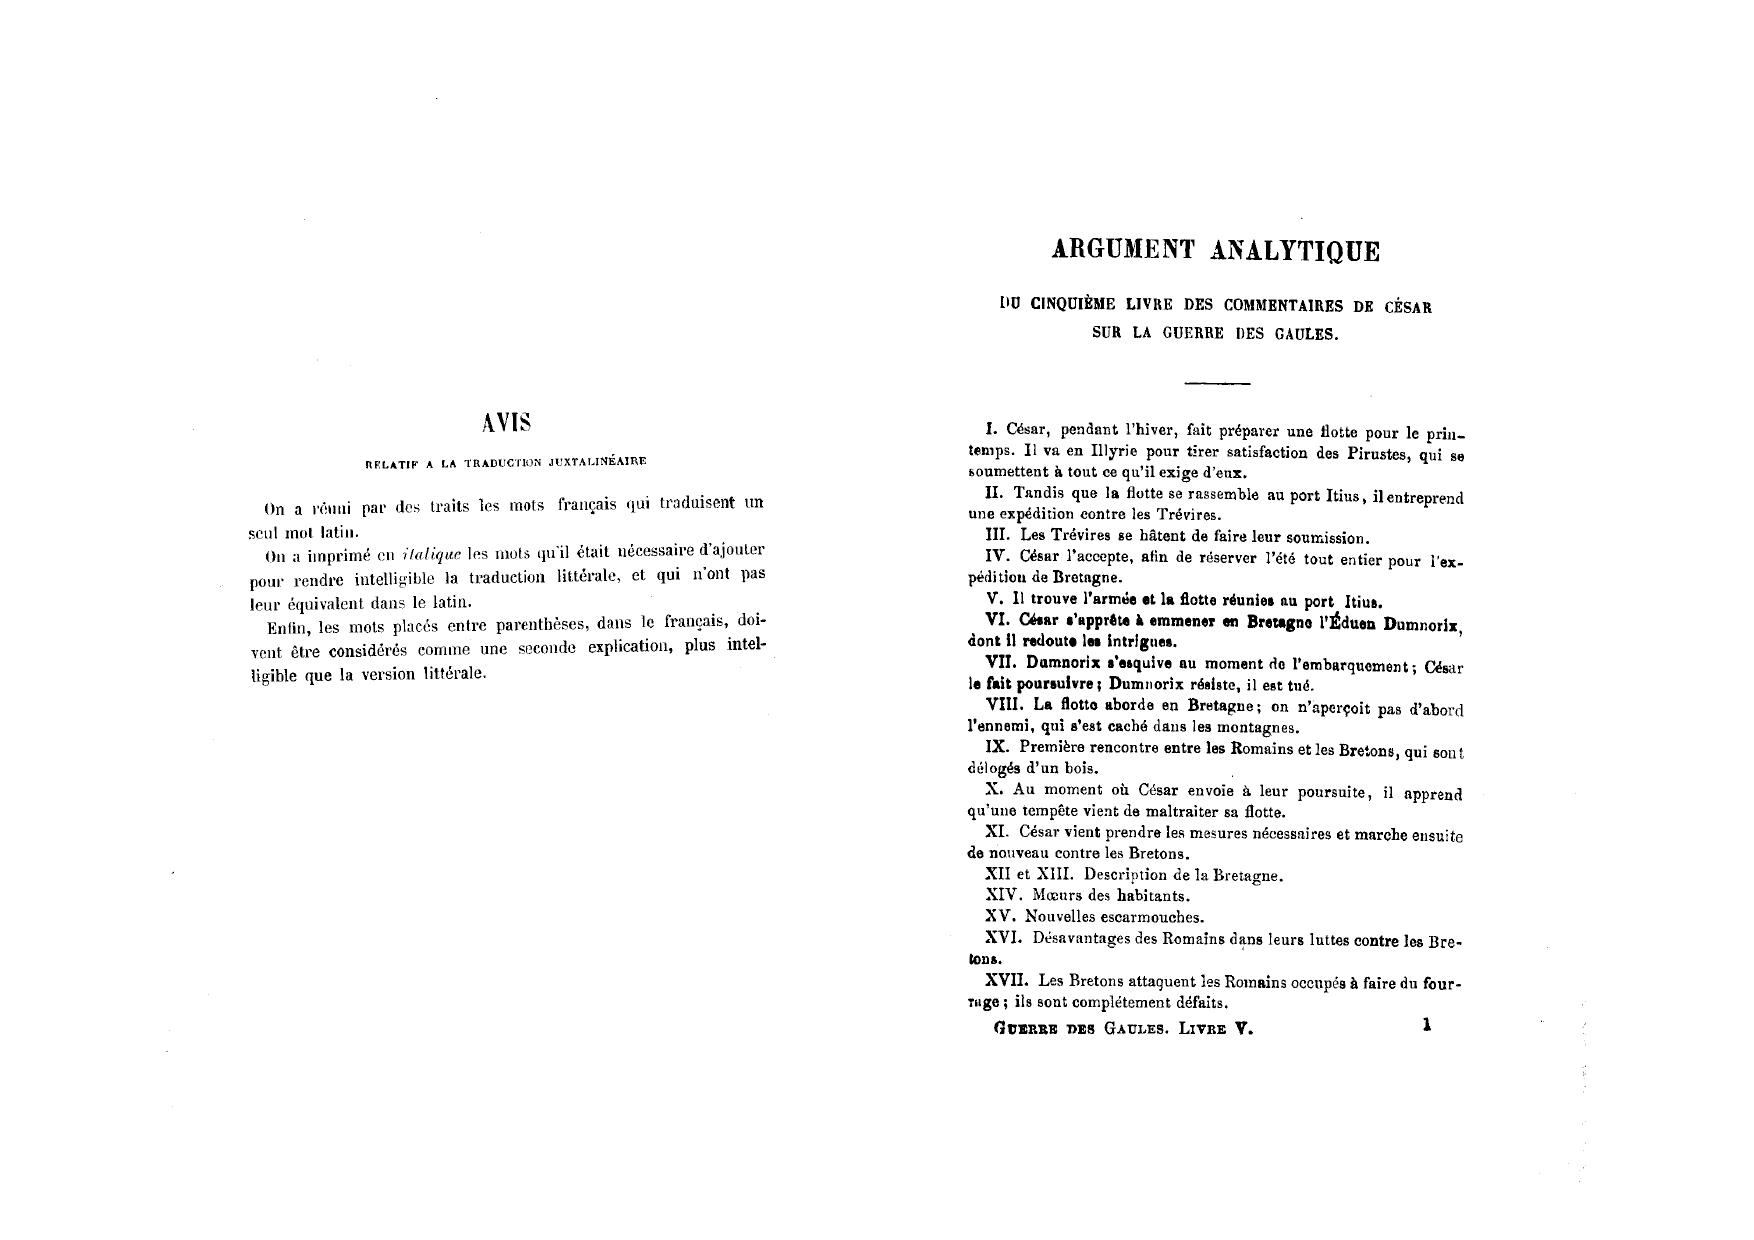 AVIS
RELATIF A LA TRADUCTION JUXTALINÉAIRE
On a réuni par des traits les mots français qui traduisent un
seul mot latin.
On a imprimé en italique les mots qu'il était nécessaire d'ajouter
pour rendre intelligible la traduction littérale, et qui n'ont pas
leur équivalent dans le latin.
Enfin, les mots placés entre parenthèses, dans le français, doi-
vent être considérés comme une seconde explication, plus intel-
ligible que la version littérale.
ARGUMENT ANALYTIQUE
DU CINQUIÈME LIVRE DES COMMENTAIRES DE CÉSAR
SUR LA GUERRE DES GAULES.
I. César, pendant l'hiver, fait préparer une flotte pour le prin-
temps. Il va en Illyrie pour tirer satisfaction des Pirustes, qui se
soumettent à tout ce qu'il exige d'eux.
II. Tandis que la flotte se rassemble au port Itius, il entreprend
une expédition contre les Trévires.
III. Les Trévires se hâtent de faire leur soumission.
IV. César l'accepte, afin de réserver l'été tout entier pour l'ex-
pédition de Bretagne.
V. Il trouve l'armée et la flotte réunies au port Itius.
VI. César s'apprête à emmener en Bretagne l'Éduen Dumnorix,
dont il redoute les intrigues.
VII. Dumnorix s'esquive au moment de l'embarquement; César
le fait poursuivre; Dumnorix résiste, il est tué.
VIII. La flotte aborde en Bretagne; on n'aperçoit pas d'abord
l'ennemi, qui s'est caché dans les montagnes.
IX. Première rencontre entre les Romains et les Bretons, qui sont
délogés d'un bois.
X. Au moment où César envoie à leur poursuite, il apprend
qu'une tempête vient de maltraiter sa flotte.
XI. César vient prendre les mesures nécessaires et marche ensuite
de nouveau contre les Bretons.
XII et XIII. Description de la Bretagne.
XIV. Mœurs des habitants.
XV. Nouvelles escarmouches.
XVI. Désavantages des Romains dans leurs luttes contre les Bre-
tons.
XVII. Les Bretons attaquent les Romains occupés à faire du four-
rage; ils sont complétement défaits.
GUERRE DES GAULES. LIVRE V. 1